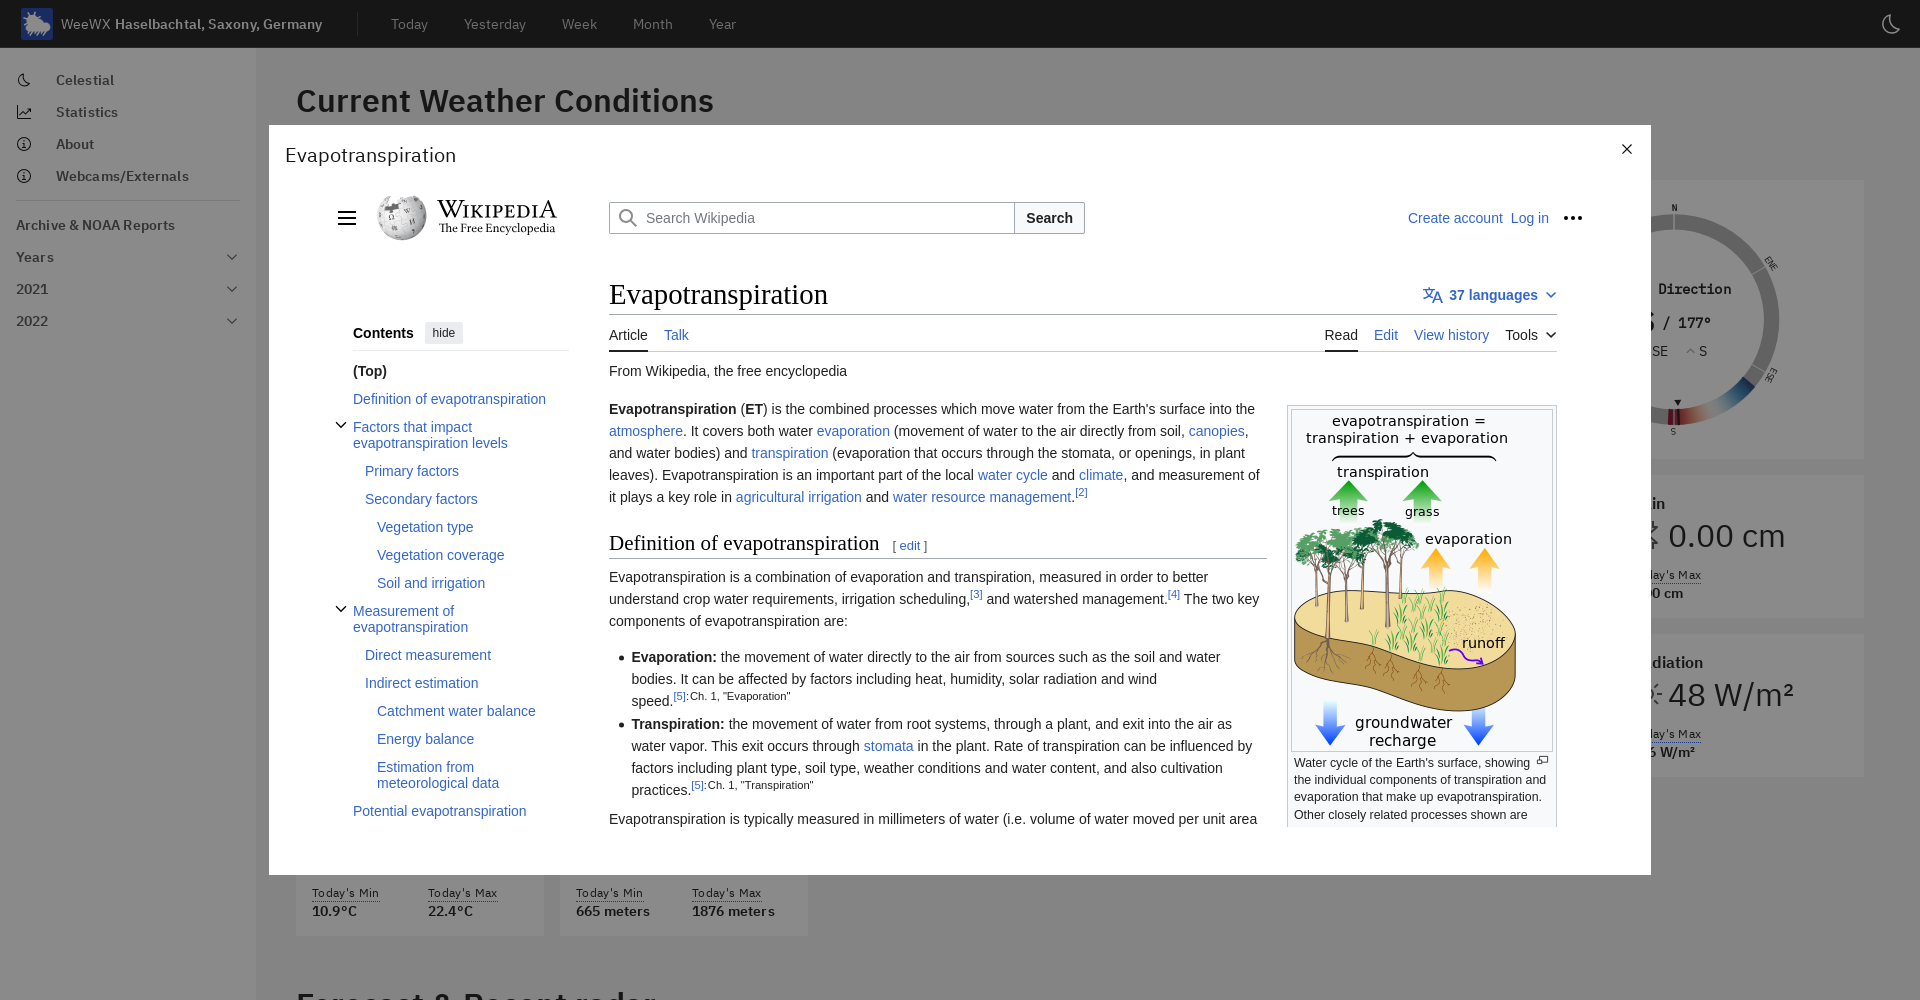 WeeWX Haselbachtal, Saxony, Germany
Today
Yesterday
Week
Month
Year
Celestial
Statistics
About
Webcams/Externals
Archive & NOAA Reports
Years
2021
2022
Current Weather Conditions
Evapotranspiration
WIKIPEDIA
The Free Encyclopedia
Search Wikipedia
Search
Create account
Log in
Contents
hide
(Top)
Definition of evapotranspiration
Factors that impact
evapotranspiration levels
Primary factors
Secondary factors
Vegetation type
Vegetation coverage
Soil and irrigation
Measurement of
evapotranspiration
Direct measurement
Indirect estimation
Catchment water balance
Energy balance
Estimation from
meteorological data
Potential evapotranspiration
Evapotranspiration
37 languages
Article
Talk
Read
Edit
View history
Tools
From Wikipedia, the free encyclopedia
Evapotranspiration (ET) is the combined processes which move water from the Earth's surface into the
atmosphere. It covers both water evaporation (movement of water to the air directly from soil, canopies,
and water bodies) and transpiration (evaporation that occurs through the stomata, or openings, in plant
leaves). Evapotranspiration is an important part of the local water cycle and climate, and measurement of
it plays a key role in agricultural irrigation and water resource management.[2]
Definition of evapotranspiration [ edit ]
Evapotranspiration is a combination of evaporation and transpiration, measured in order to better
understand crop water requirements, irrigation scheduling,[3] and watershed management.[4] The two key
components of evapotranspiration are:
• Evaporation: the movement of water directly to the air from sources such as the soil and water
bodies. It can be affected by factors including heat, humidity, solar radiation and wind
speed.[5]: Ch. 1, "Evaporation"
• Transpiration: the movement of water from root systems, through a plant, and exit into the air as
water vapor. This exit occurs through stomata in the plant. Rate of transpiration can be influenced by
factors including plant type, soil type, weather conditions and water content, and also cultivation
practices.[5]: Ch. 1, "Transpiration"
Evapotranspiration is typically measured in millimeters of water (i.e. volume of water moved per unit area
evapotranspiration =
transpiration + evaporation
transpiration
trees
grass
evaporation
runoff
groundwater
recharge
Water cycle of the Earth's surface, showing
the individual components of transpiration and
evaporation that make up evapotranspiration.
Other closely related processes shown are
N
ENE
Direction
/ 177°
SE
S
ESE
S
0.00 cm
Max
cm
48 W/m²
Max
W/m²
Today's Min
Today's Max
10.9°C
22.4°C
Today's Min
Today's Max
665 meters
1876 meters
Forecast & Recent radar